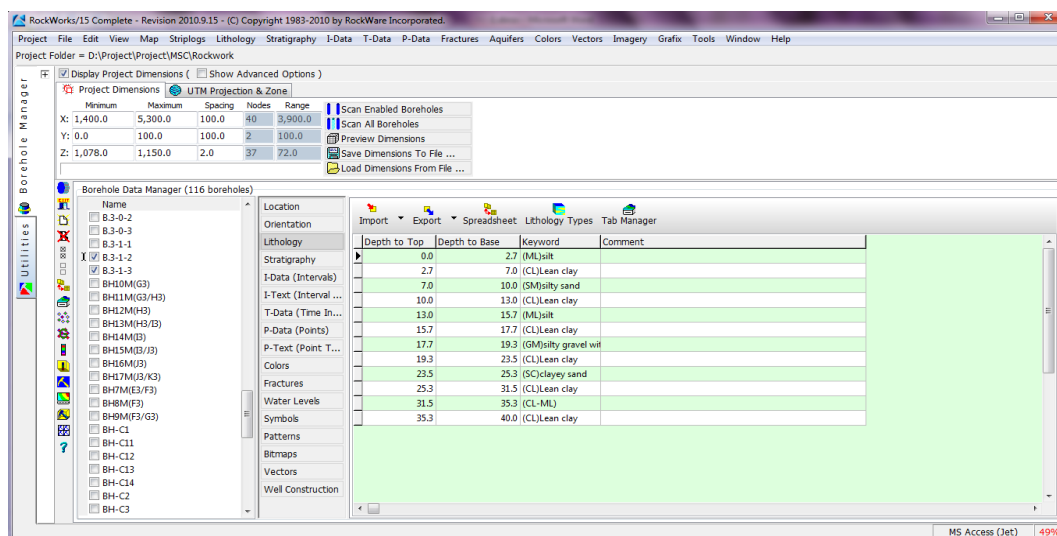 RockWorks/15 Complete - Revision 2010.9.15 - (C) Copyright 1983-2010 by RockWare Incorporated.
Project File Edit View Map Striplogs Lithology Stratigraphy I-Data T-Data P-Data Fractures Aquifers Colors Vectors Imagery Grafix Tools Window Help
Project Folder = D:\Project\Project\MSC\Rockwork
Borehole Manager
Utilities
Display Project Dimensions ( Show Advanced Options )
Project Dimensions UTM Projection & Zone
Minimum Maximum Spacing Nodes Range
X: 1,400.0 5,300.0 100.0 40 3,900.0
Y: 0.0 100.0 100.0 2 100.0
Z: 1,078.0 1,150.0 2.0 37 72.0
Scan Enabled Boreholes
Scan All Boreholes
Preview Dimensions
Save Dimensions To File ...
Load Dimensions From File ...
Borehole Data Manager (116 boreholes)
Name
B.3-0-2
B.3-0-3
B.3-1-1
B.3-1-2
B.3-1-3
BH10M(G3)
BH11M(G3/H3)
BH12M(H3)
BH13M(H3/I3)
BH14M(I3)
BH15M(I3/J3)
BH16M(J3)
BH17M(J3/K3)
BH7M(E3/F3)
BH8M(F3)
BH9M(F3/G3)
BH-C1
BH-C11
BH-C12
BH-C13
BH-C14
BH-C2
BH-C3
Location
Orientation
Lithology
Stratigraphy
I-Data (Intervals)
I-Text (Interval ...
T-Data (Time In...
P-Data (Points)
P-Text (Point T...
Colors
Fractures
Water Levels
Symbols
Patterns
Bitmaps
Vectors
Well Construction
Import Export Spreadsheet Lithology Types Tab Manager
Depth to Top Depth to Base Keyword Comment
0.0 2.7 (ML)silt
2.7 7.0 (CL)Lean clay
7.0 10.0 (SM)silty sand
10.0 13.0 (CL)Lean clay
13.0 15.7 (ML)silt
15.7 17.7 (CL)Lean clay
17.7 19.3 (GM)silty gravel wit
19.3 23.5 (CL)Lean clay
23.5 25.3 (SC)clayey sand
25.3 31.5 (CL)Lean clay
31.5 35.3 (CL-ML)
35.3 40.0 (CL)Lean clay
MS Access (Jet) 49%